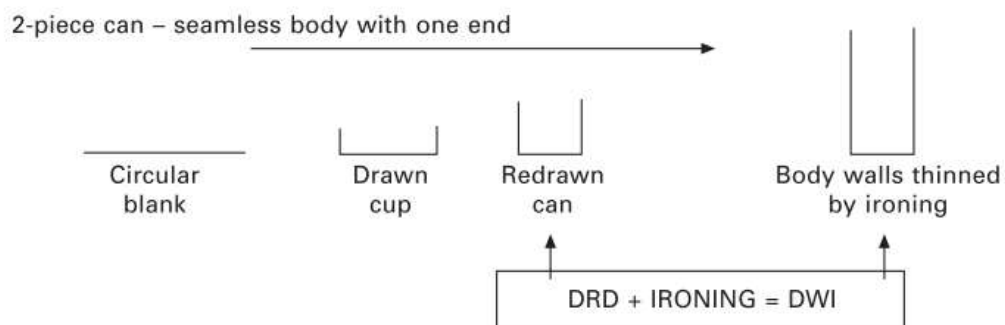 2-piece can – seamless body with one end
Circular
blank
Drawn
cup
Redrawn
can
Body walls thinned
by ironing
DRD + IRONING = DWI